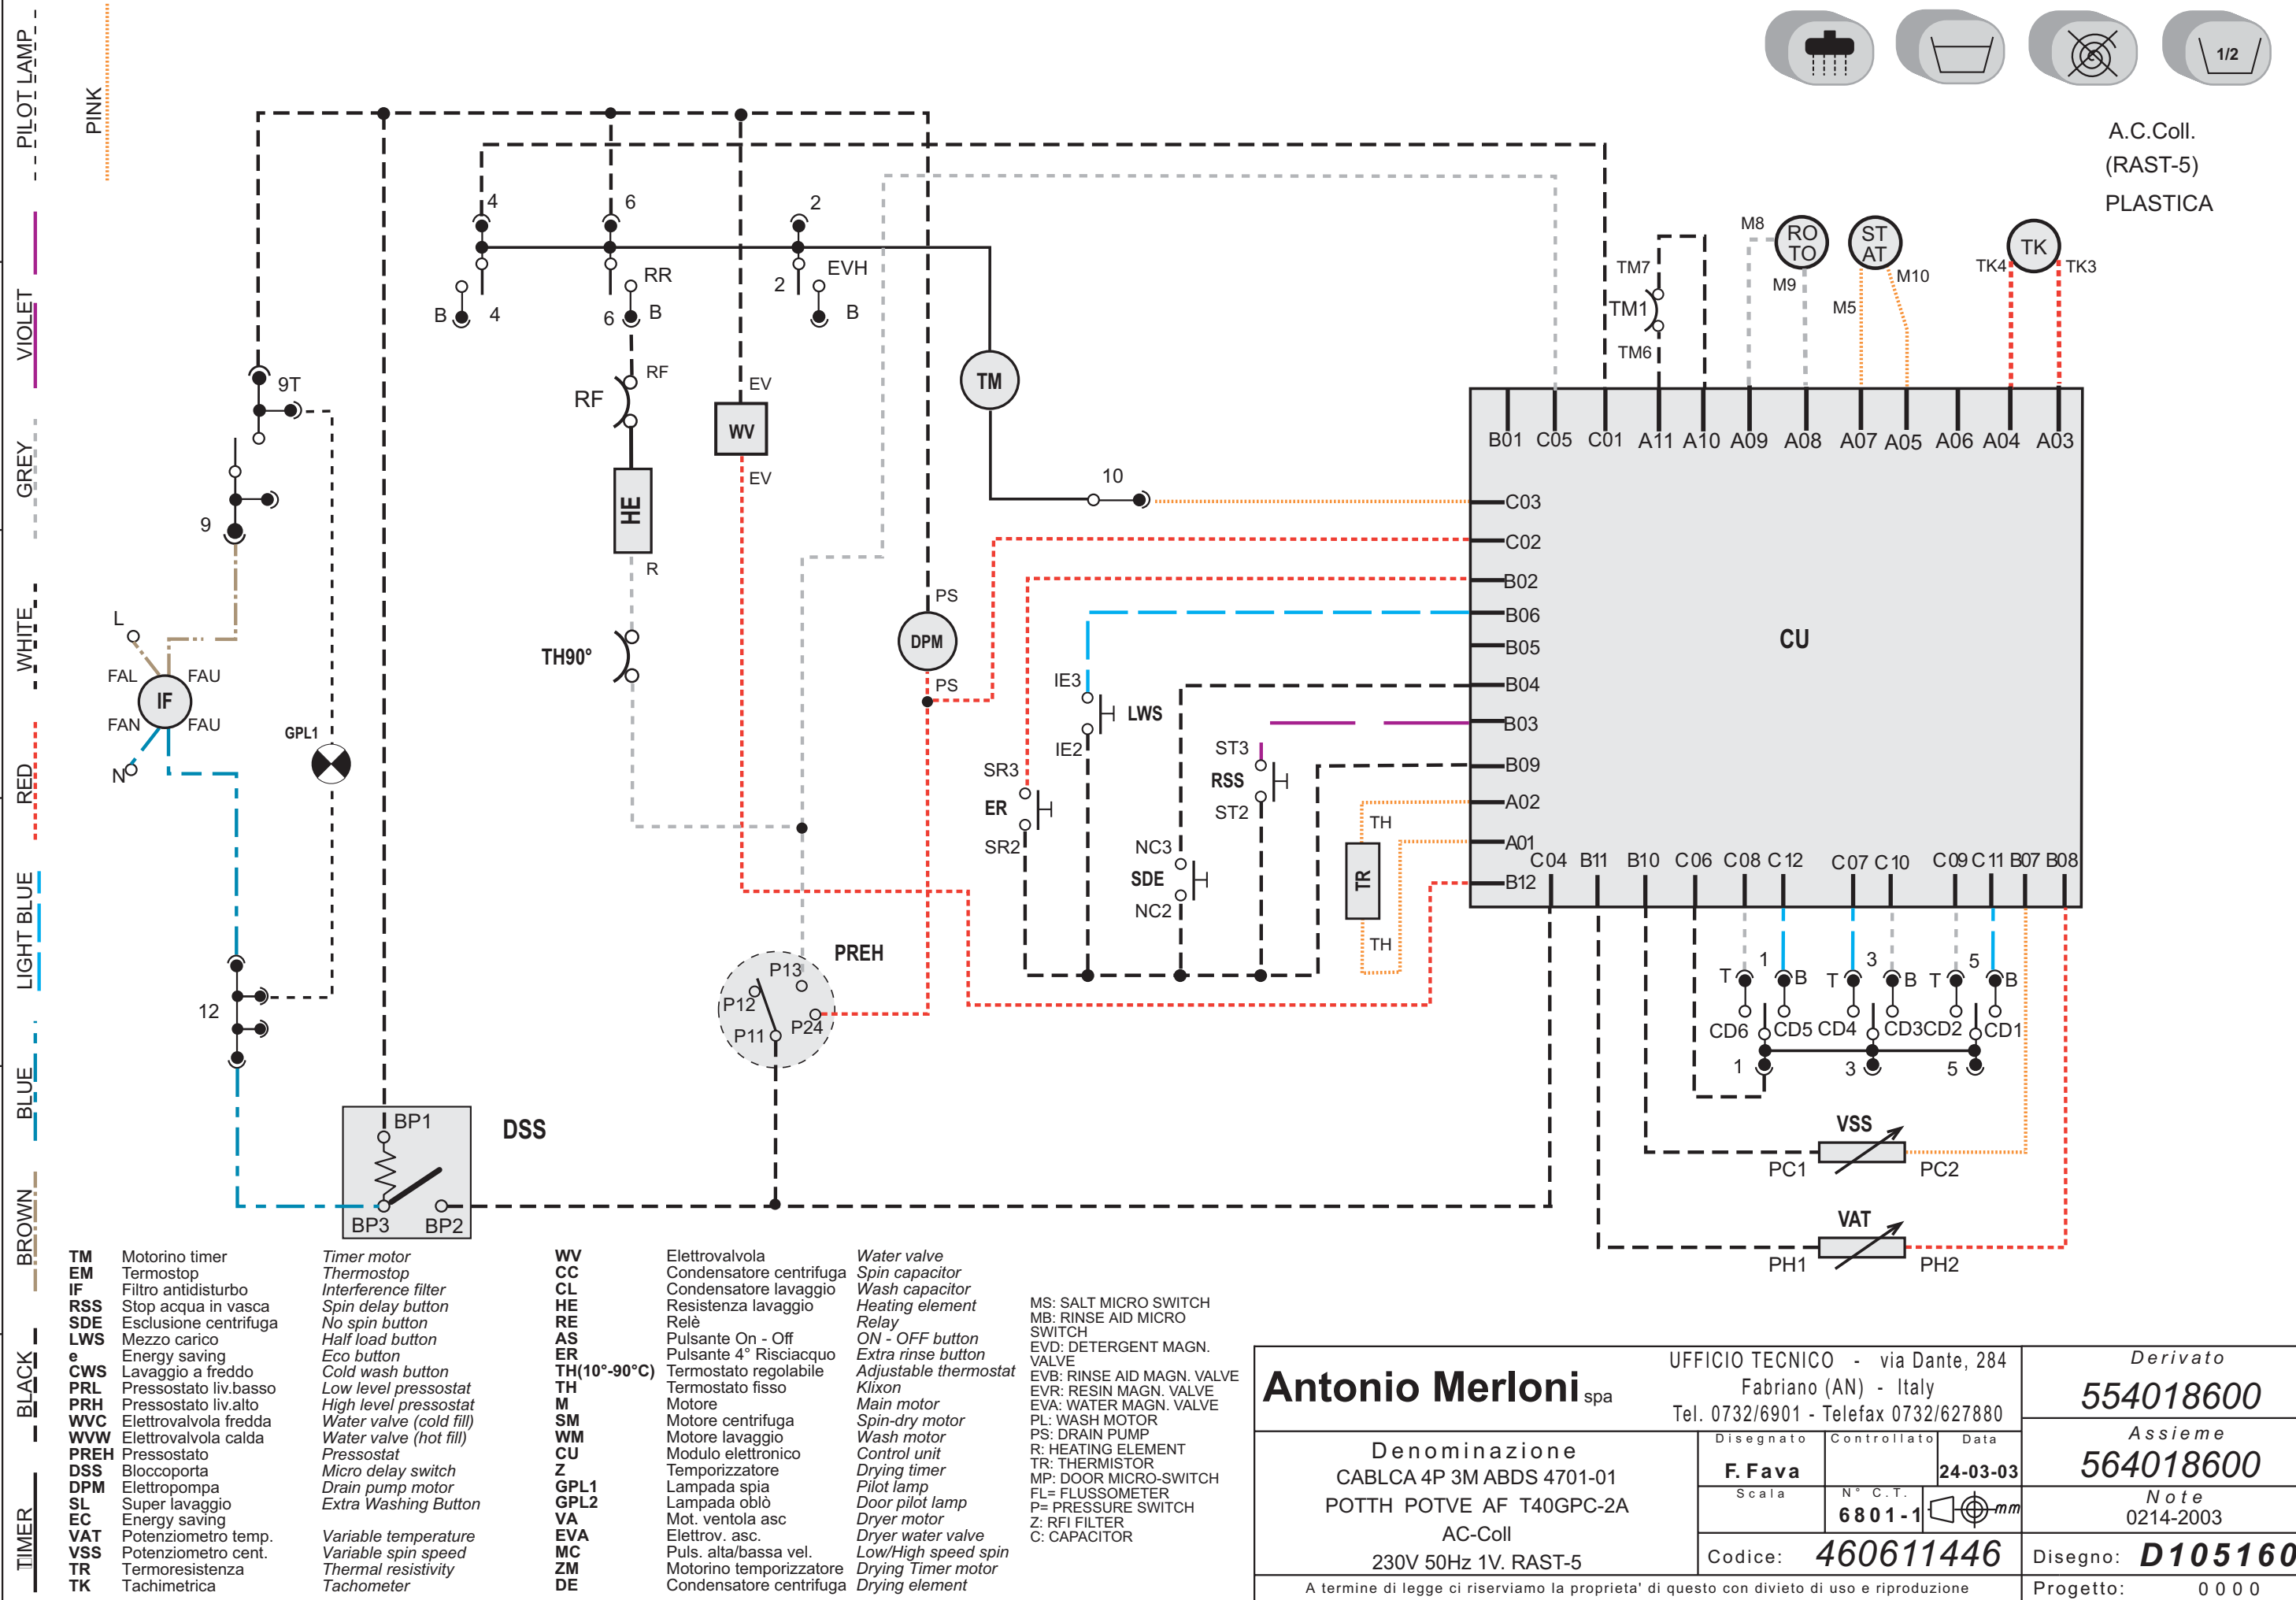 PILOT LAMP
PINK
VIOLET
GREY
WHITE
RED
LIGHT BLUE
BLUE
BROWN
BLACK
TIMER
1/2
A.C.Coll.
(RAST-5)
PLASTICA
4
6
2
RR
EVH
2
B
4
6
B
B
9T
RF
RF
EV
WV
EV
TM
10
9
HE
R
TH90°
L
FAL
FAU
IF
FAN
FAU
N
GPL1
PS
DPM
PS
12
PREH
P13
P12
P11
P24
DSS
BP1
BP3
BP2
IE3
LWS
IE2
SR3
ER
SR2
ST3
RSS
ST2
NC3
SDE
NC2
TH
TR
TH
TM7
TM1
TM6
M8
RO
TO
M9
ST
AT
M5
M10
TK
TK4
TK3
B01
C05
C01
A11
A10
A09
A08
A07
A05
A06
A04
A03
C03
C02
B02
B06
B05
B04
B03
B09
A02
A01
B12
CU
C04
B11
B10
C06
C08
C12
C07
C10
C09
C11
B07
B08
T
1
B
T
3
B
T
5
B
CD6
CD5
CD4
CD3
CD2
CD1
1
3
5
VSS
PC1
PC2
VAT
PH1
PH2
TM Motorino timer Timer motor
EM Termostop Thermostop
IF Filtro antidisturbo Interference filter
RSS Stop acqua in vasca Spin delay button
SDE Esclusione centrifuga No spin button
LWS Mezzo carico Half load button
e Energy saving Eco button
CWS Lavaggio a freddo Cold wash button
PRL Pressostato liv.basso Low level pressostat
PRH Pressostato liv.alto High level pressostat
WVC Elettrovalvola fredda Water valve (cold fill)
WVW Elettrovalvola calda Water valve (hot fill)
PREH Pressostato Pressostat
DSS Bloccoporta Micro delay switch
DPM Elettropompa Drain pump motor
SL Super lavaggio Extra Washing Button
EC Energy saving
VAT Potenziometro temp. Variable temperature
VSS Potenziometro cent. Variable spin speed
TR Termoresistenza Thermal resistivity
TK Tachimetrica Tachometer
WV Elettrovalvola Water valve
CC Condensatore centrifuga Spin capacitor
CL Condensatore lavaggio Wash capacitor
HE Resistenza lavaggio Heating element
RE Relè Relay
AS Pulsante On - Off ON - OFF button
ER Pulsante 4° Risciacquo Extra rinse button
TH(10°-90°C) Termostato regolabile Adjustable thermostat
TH Termostato fisso Klixon
M Motore Main motor
SM Motore centrifuga Spin-dry motor
WM Motore lavaggio Wash motor
CU Modulo elettronico Control unit
Z Temporizzatore Drying timer
GPL1 Lampada spia Pilot lamp
GPL2 Lampada oblò Door pilot lamp
VA Mot. ventola asc Dryer motor
EVA Elettrov. asc. Dryer water valve
MC Puls. alta/bassa vel. Low/High speed spin
ZM Motorino temporizzatore Drying Timer motor
DE Condensatore centrifuga Drying element
MS: SALT MICRO SWITCH
MB: RINSE AID MICRO
SWITCH
EVD: DETERGENT MAGN.
VALVE
EVB: RINSE AID MAGN. VALVE
EVR: RESIN MAGN. VALVE
EVA: WATER MAGN. VALVE
PL: WASH MOTOR
PS: DRAIN PUMP
R: HEATING ELEMENT
TR: THERMISTOR
MP: DOOR MICRO-SWITCH
FL= FLUSSOMETER
P= PRESSURE SWITCH
Z: RFI FILTER
C: CAPACITOR
Antonio Merloni spa
UFFICIO TECNICO - via Dante, 284
Fabriano (AN) - Italy
Tel. 0732/6901 - Telefax 0732/627880
Derivato
554018600
Assieme
564018600
Note
0214-2003
Denominazione
CABLCA 4P 3M ABDS 4701-01
POTTH POTVE AF T40GPC-2A
AC-Coll
230V 50Hz 1V. RAST-5
Disegnato
F. Fava
Controllato
Data
24-03-03
Scala
N° C.T.
6801-1
mm
Codice: 460611446
Disegno: D105160
A termine di legge ci riserviamo la proprieta' di questo con divieto di uso e riproduzione
Progetto: 0000